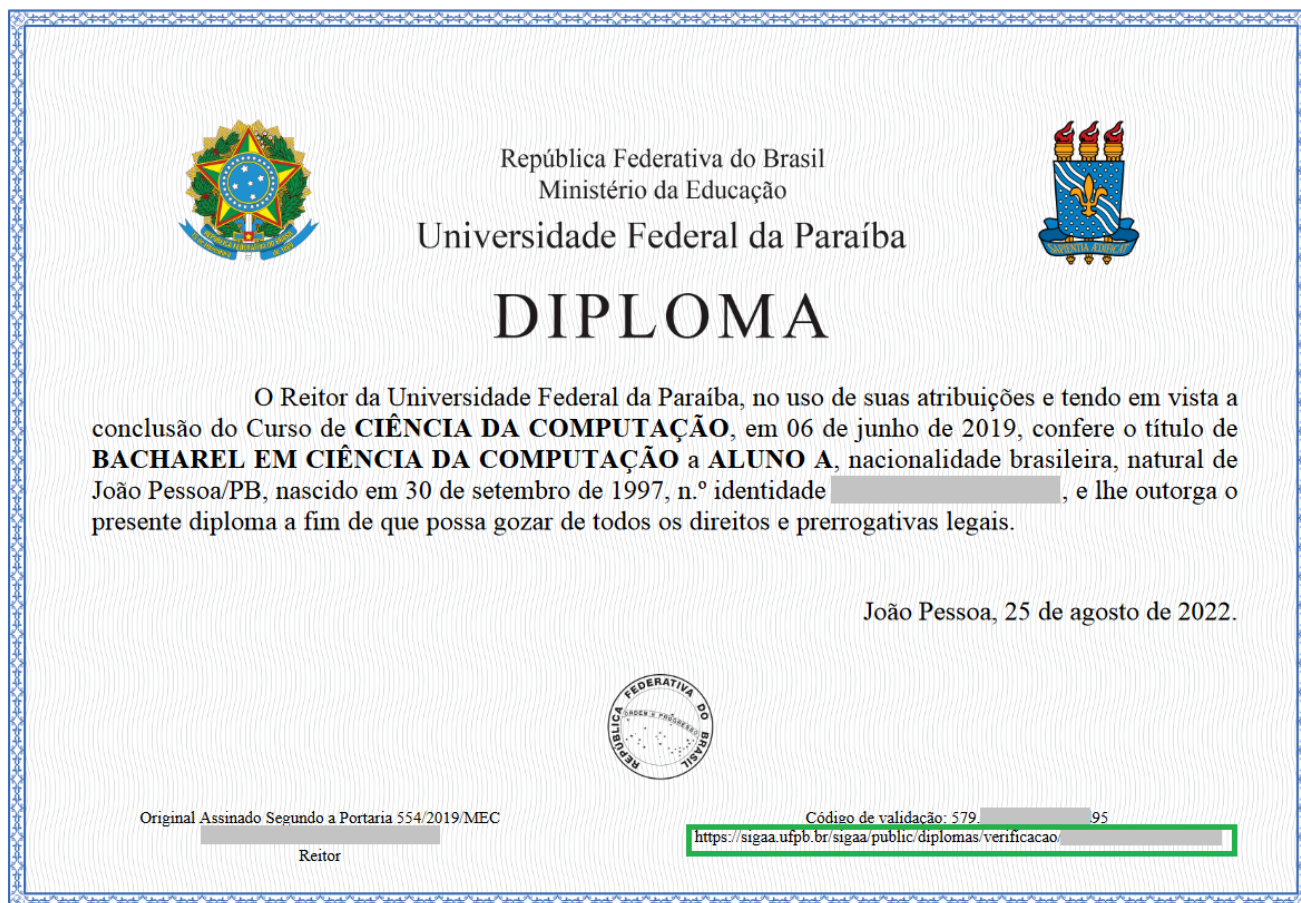 República Federativa do Brasil
Ministério da Educação
Universidade Federal da Paraíba
DIPLOMA
O Reitor da Universidade Federal da Paraíba, no uso de suas atribuições e tendo em vista a
conclusão do Curso de CIÊNCIA DA COMPUTAÇÃO, em 06 de junho de 2019, confere o título de
BACHAREL EM CIÊNCIA DA COMPUTAÇÃO a ALUNO A, nacionalidade brasileira, natural de
João Pessoa/PB, nascido em 30 de setembro de 1997, n.º identidade , e lhe outorga o
presente diploma a fim de que possa gozar de todos os direitos e prerrogativas legais.
João Pessoa, 25 de agosto de 2022.
REPÚBLICA FEDERATIVA DO BRASIL
ORDEM E PROGRESSO
Original Assinado Segundo a Portaria 554/2019/MEC
Reitor
Código de validação: 579. .95
https://sigaa.ufpb.br/sigaa/public/diplomas/verificacao/
SAPIENTIA ÆDIFICAT